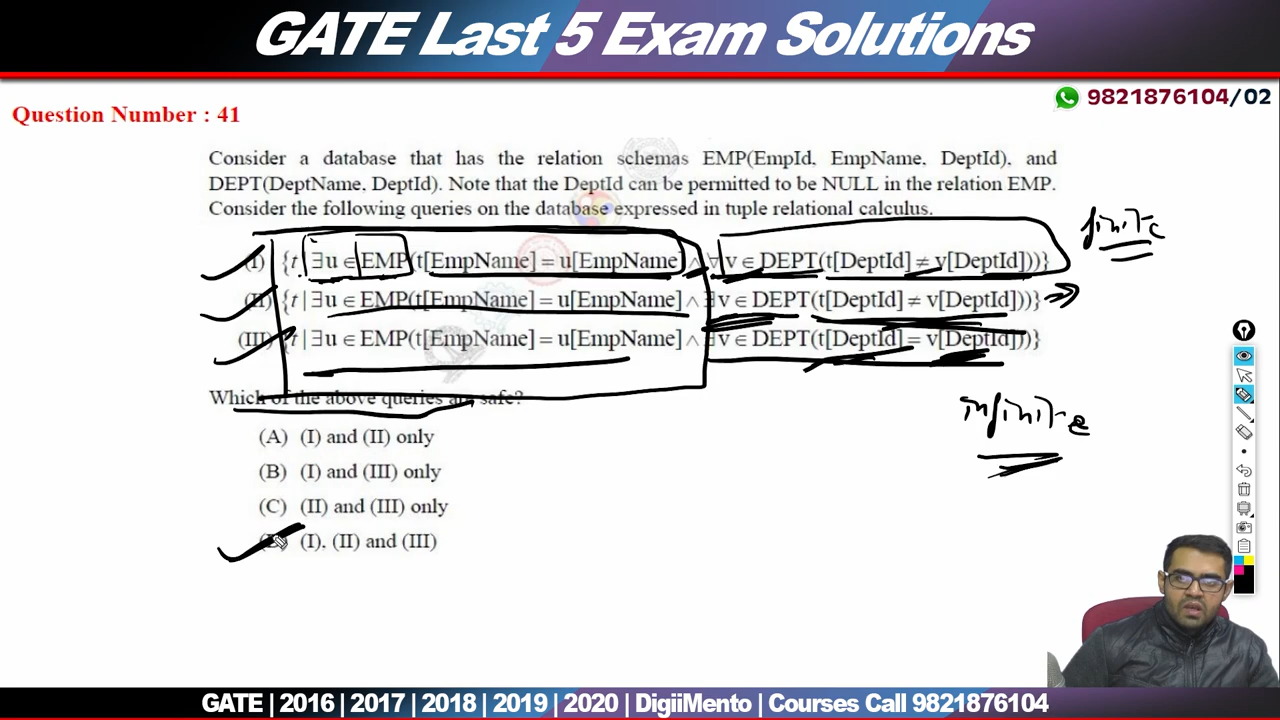 GATE Last 5 Exam Solutions
9821876104/02
Question Number : 41
Consider a database that has the relation schemas EMP(EmpId, EmpName, DeptId), and
DEPT(DeptName, DeptId). Note that the DeptId can be permitted to be NULL in the relation EMP.
Consider the following queries on the database expressed in tuple relational calculus.
(I) {t | ∃u ∈ EMP(t[EmpName] = u[EmpName] ∧ ∀v ∈ DEPT(t[DeptId] ≠ v[DeptId]))}
finite
(II) {t | ∃u ∈ EMP(t[EmpName] = u[EmpName] ∧ ∃v ∈ DEPT(t[DeptId] ≠ v[DeptId]))}
(III) {t | ∃u ∈ EMP(t[EmpName] = u[EmpName] ∧ ∃v ∈ DEPT(t[DeptId] = v[DeptId]))}
Which of the above queries are safe?
infinite
(A) (I) and (II) only
(B) (I) and (III) only
(C) (II) and (III) only
(I), (II) and (III)
GATE | 2016 | 2017 | 2018 | 2019 | 2020 | DigiiMento | Courses Call 9821876104